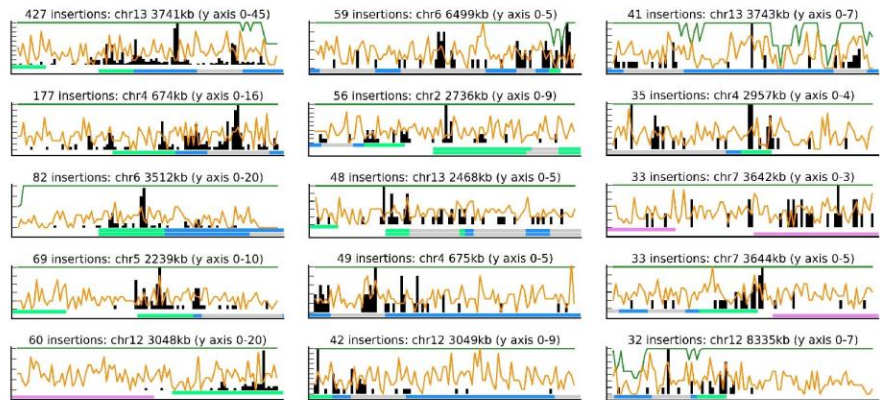 427 insertions: chr13 3741kb (y axis 0-45)
59 insertions: chr6 6499kb (y axis 0-5)
41 insertions: chr13 3743kb (y axis 0-7)
177 insertions: chr4 674kb (y axis 0-16)
56 insertions: chr2 2736kb (y axis 0-9)
35 insertions: chr4 2957kb (y axis 0-4)
82 insertions: chr6 3512kb (y axis 0-20)
48 insertions: chr13 2468kb (y axis 0-5)
33 insertions: chr7 3642kb (y axis 0-3)
69 insertions: chr5 2239kb (y axis 0-10)
49 insertions: chr4 675kb (y axis 0-5)
33 insertions: chr7 3644kb (y axis 0-5)
60 insertions: chr12 3048kb (y axis 0-20)
42 insertions: chr12 3049kb (y axis 0-9)
32 insertions: chr12 8335kb (y axis 0-7)